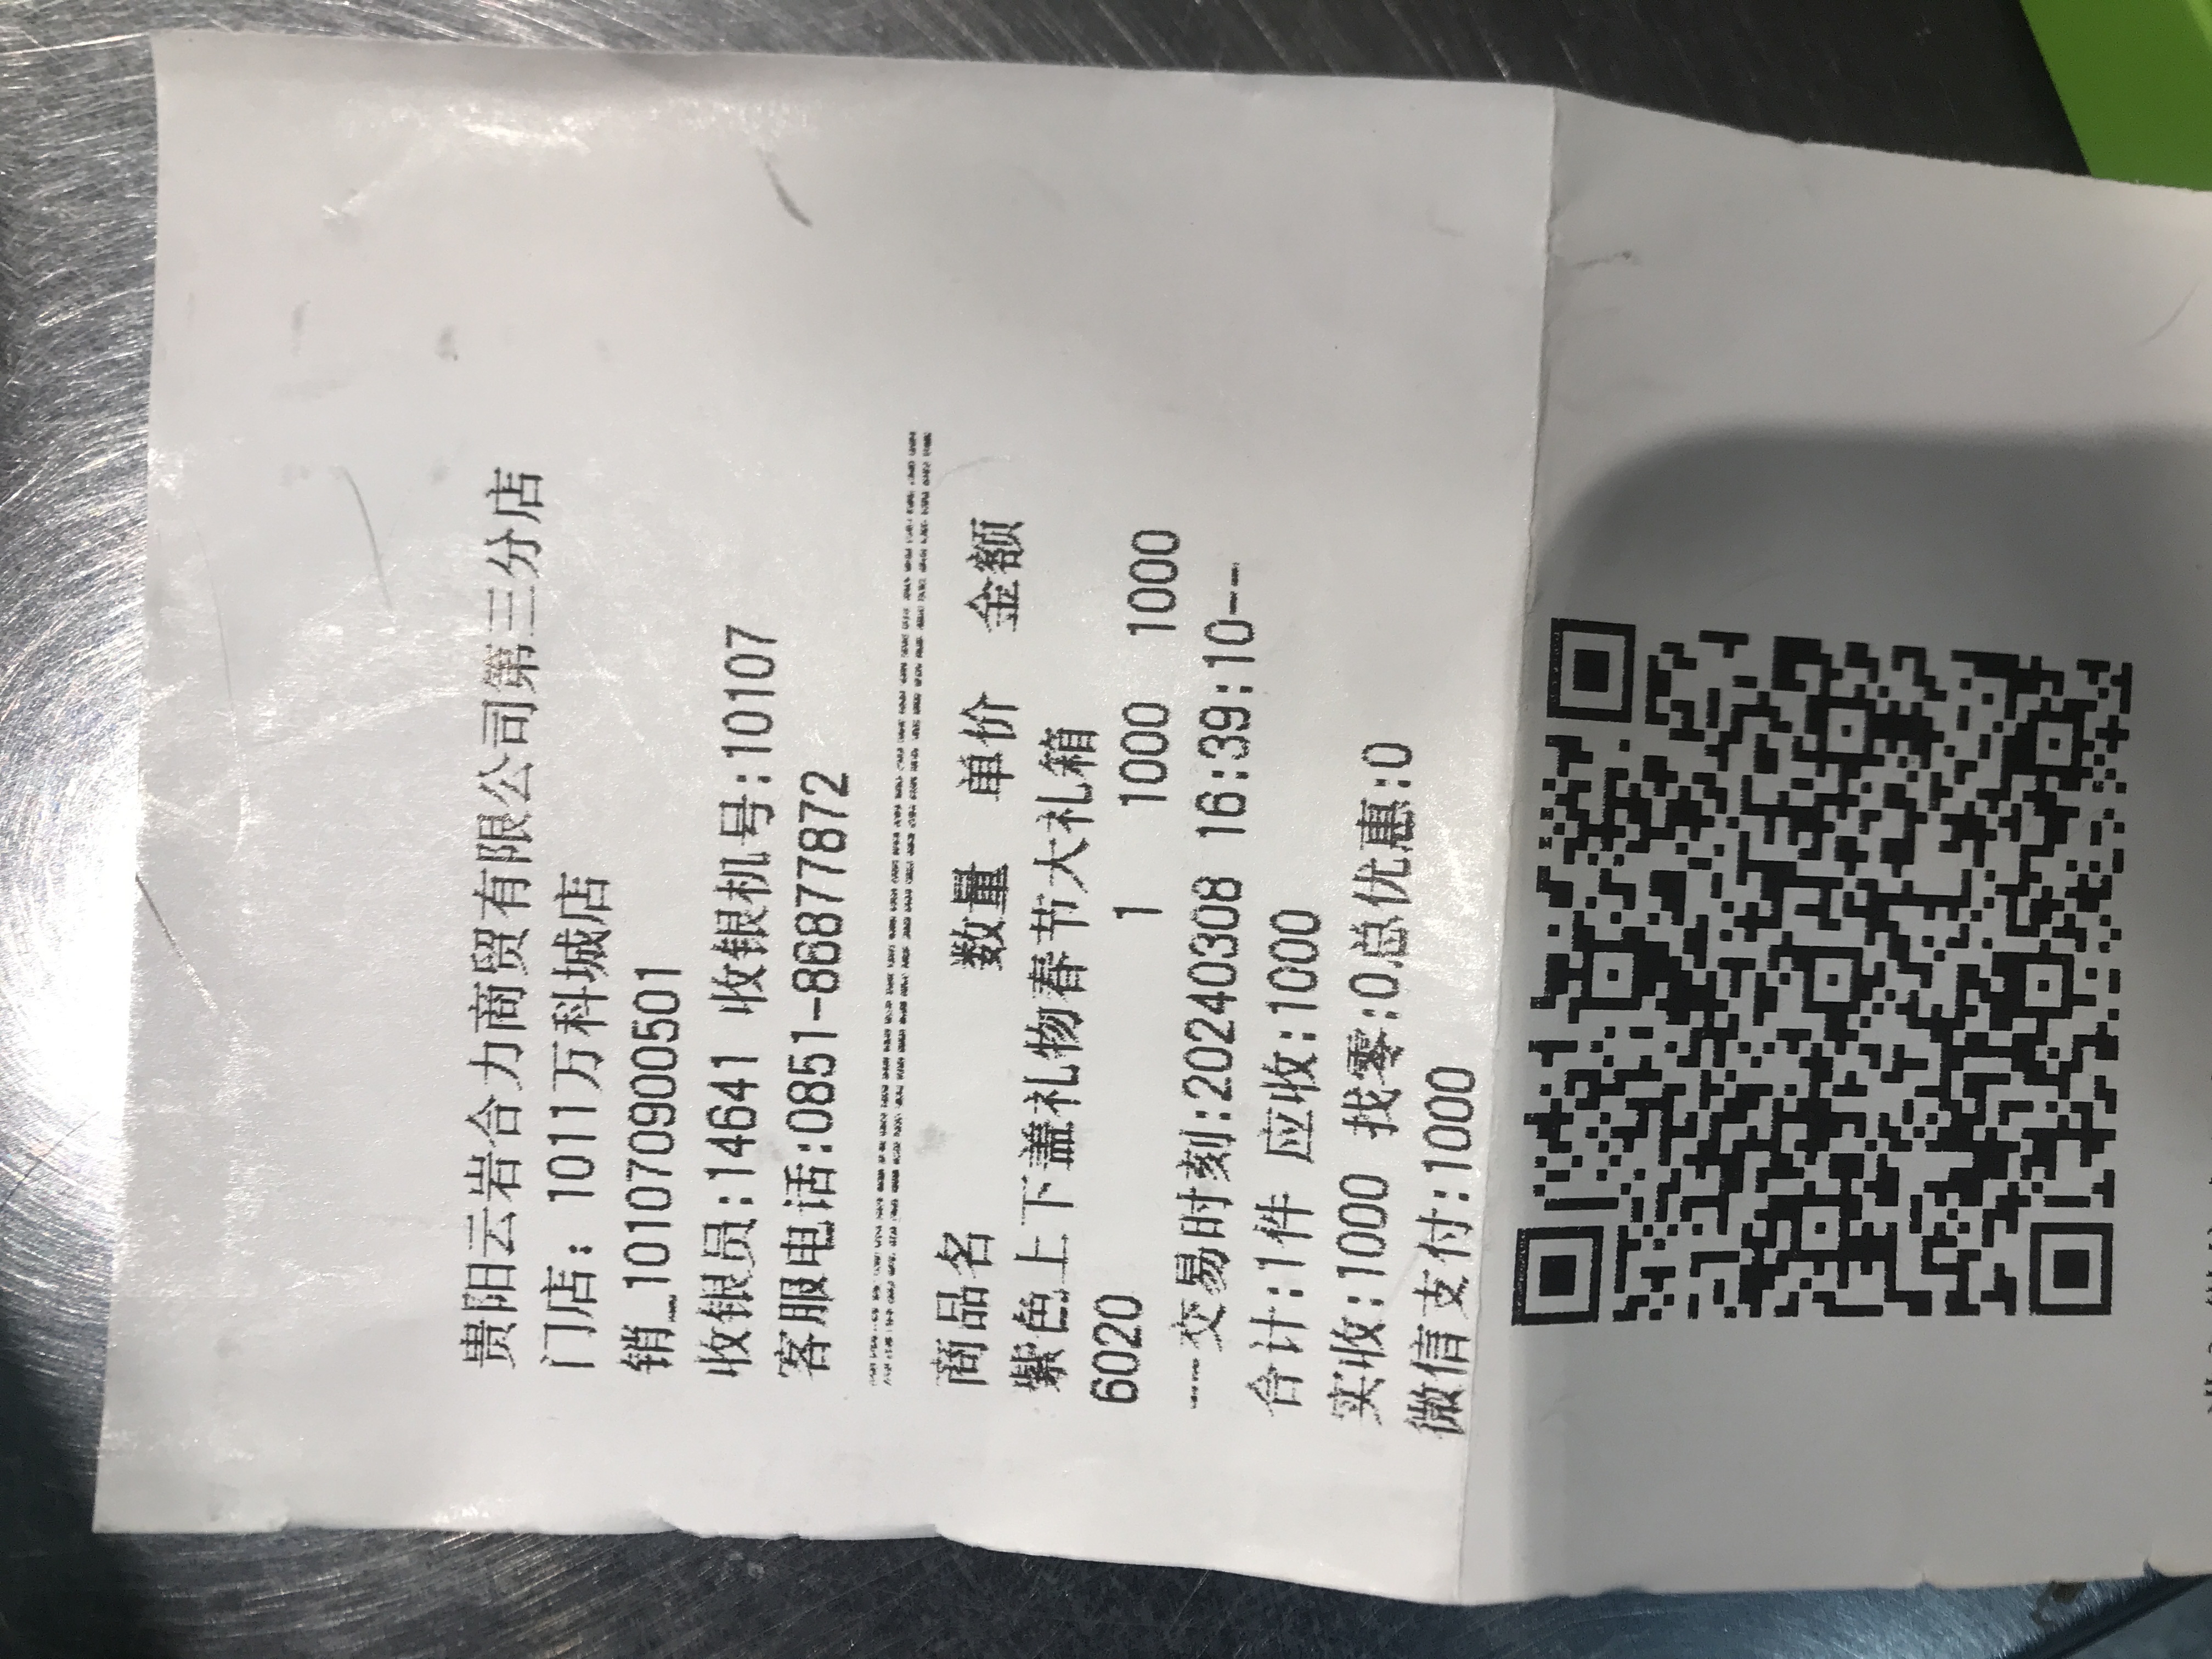 贵阳云岩合力商贸有限公司第三分店
门店: 1011万科城店
销_101070900501
收银员:14641 收银机号:10107
客服电话:0851-86877872
商品名 数量 单价 金额
紫色上下盖礼物春节大礼箱
6020 1 1000 1000
---交易时刻:20240308 16:39:10--
合计:1件 应收:1000
实收:1000 找零:0总优惠:0
微信支付:1000